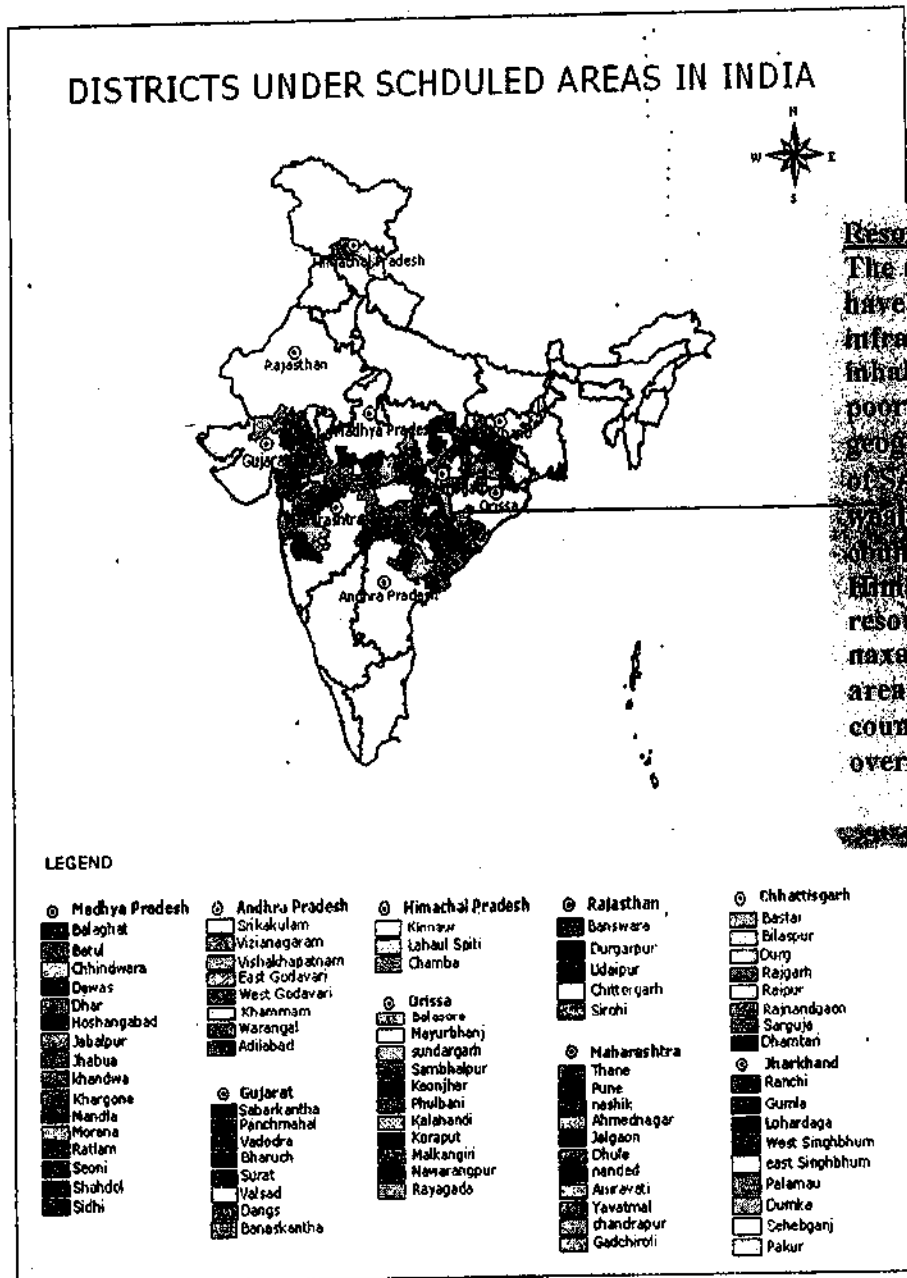 DISTRICTS UNDER SCHDULED AREAS IN INDIA
N
W E
S
Himachal Pradesh
Rajasthan
Madhya Pradesh
Gujarat
Orissa
Andhra Pradesh
The
have
infra
inhal
poor
geog
of
Hima
resou
naxa
area
coun
over
LEGEND
Madhya Pradesh
Balaghat
Betul
Chhindwara
Dewas
Dhar
Hoshangabad
Jabalpur
Jhabua
khandwa
Khargone
Mandla
Morena
Ratlam
Seoni
Shahdol
Sidhi
Andhra Pradesh
Srikakulam
Vizianagaram
Vishakhapatnam
East Godavari
West Godavari
Khammam
Warangal
Adilabad
Gujarat
Sabarkantha
Panchmahal
Vadodra
Bharuch
Surat
Valsad
Dangs
Banaskantha
Himachal Pradesh
Kinnaur
Lahaul Spiti
Chamba
Orissa
Balasore
Mayurbhanj
sundargarh
Sambhalpur
Keonjhar
Phulbani
Kalahandi
Koraput
Malkangiri
Nawarangpur
Rayagada
Rajasthan
Banswara
Durgarpur
Udaipur
Chittergarh
Sirohi
Maharashtra
Thane
Pune
nashik
Ahmednagar
Jalgaon
Dhule
nanded
Amravati
Yavatmal
chandrapur
Gadchiroli
Chhattisgarh
Bastar
Bilaspur
Durg
Rajgarh
Raipur
Rajnandgaon
Sarguja
Dhamtari
Jharkhand
Ranchi
Gumla
Lohardaga
West Singhbhum
east Singhbhum
Palamau
Dumka
Sehebganj
Pakur